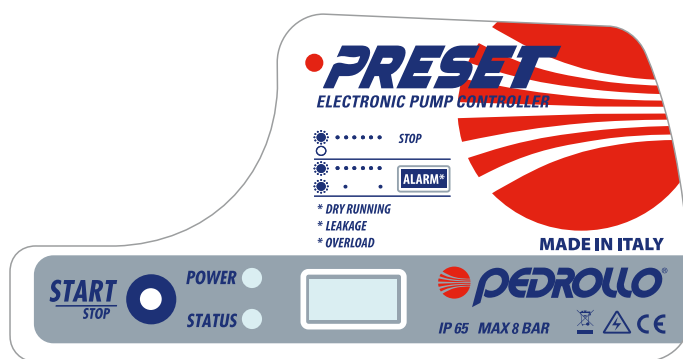 PRESET
ELECTRONIC PUMP CONTROLLER
STOP
ALARM*
* DRY RUNNING
* LEAKAGE
* OVERLOAD
MADE IN ITALY
START
STOP
POWER
STATUS
PEDROLLO®
IP 65 MAX 8 BAR
CE